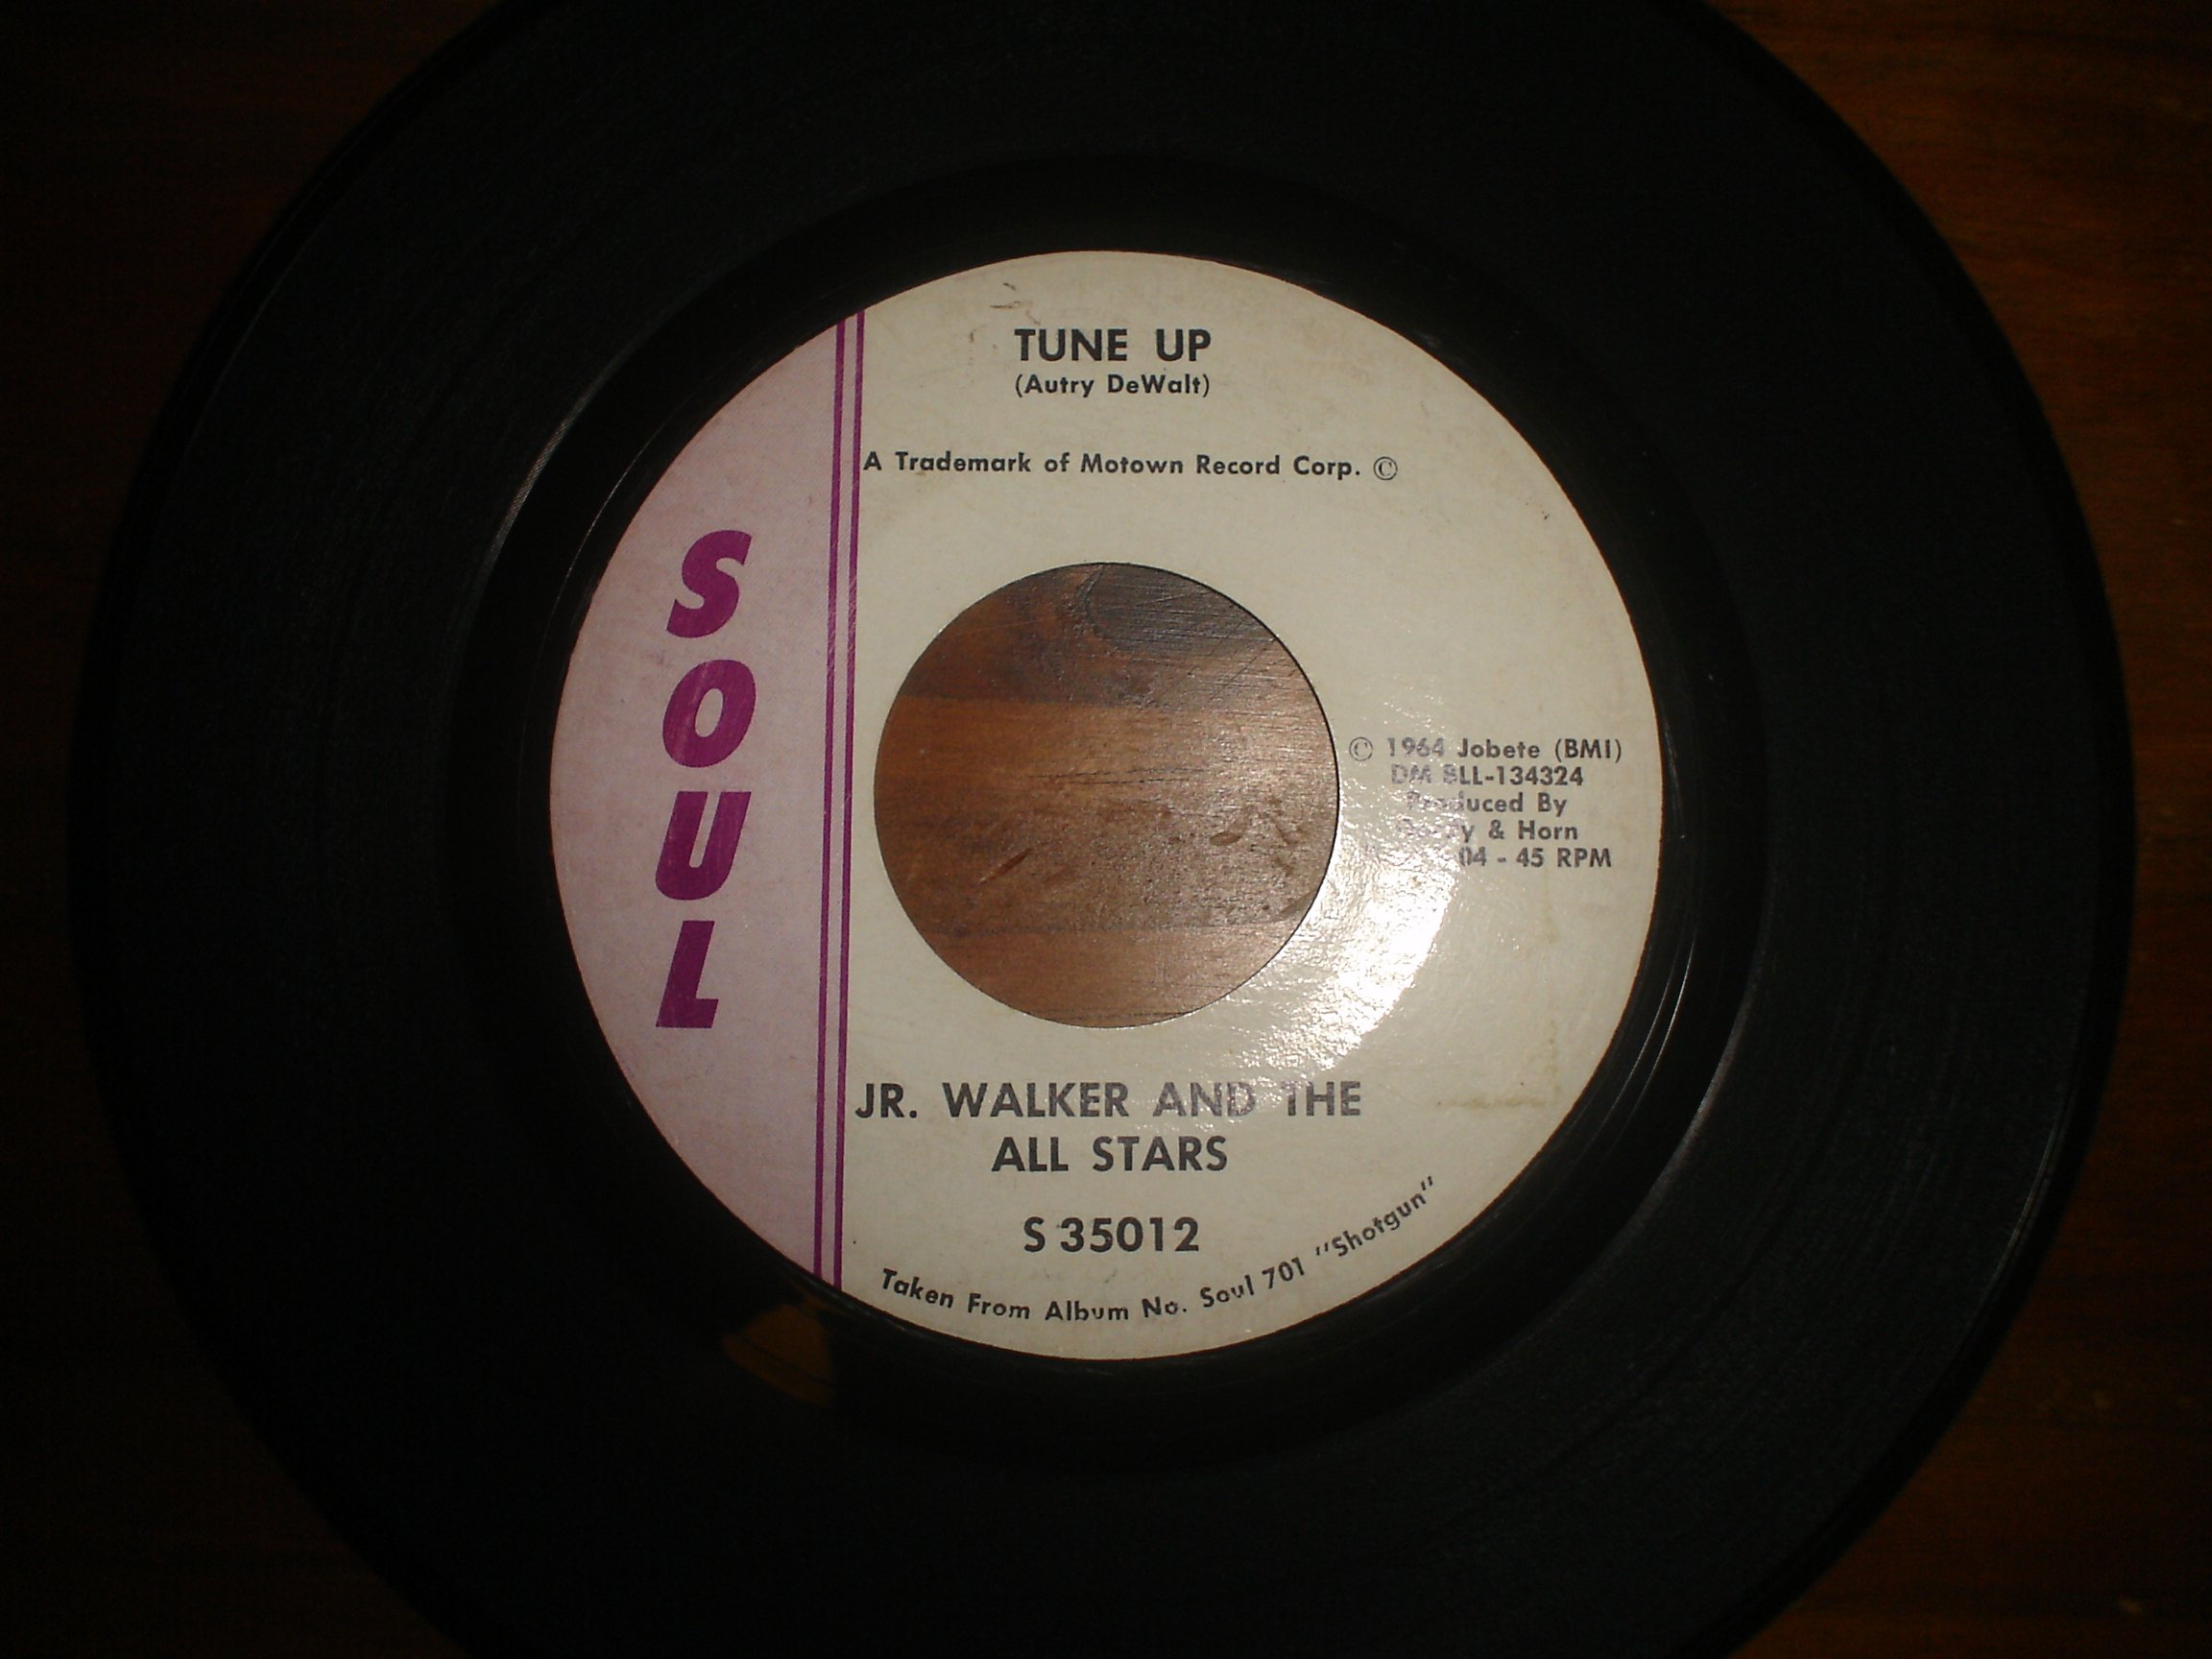 TUNE UP
(Autry DeWalt)
A Trademark of Motown Record Corp. ©
SOUL
© 1964 Jobete (BMI)
DM BLL-134324
Produced By
& Horn
04 - 45 RPM
JR. WALKER AND THE
ALL STARS
S 35012
Taken From Album No. Soul 701 "Shotgun"